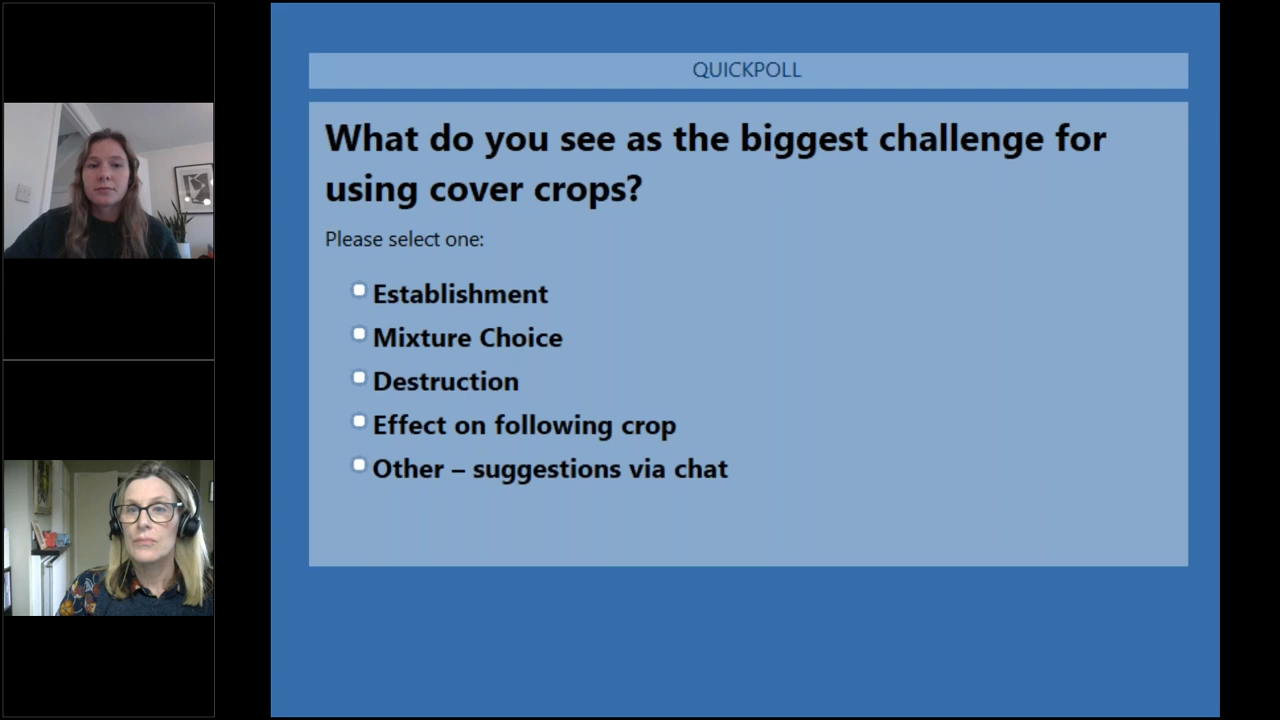 QUICKPOLL
What do you see as the biggest challenge for
using cover crops?
Please select one:
Establishment
Mixture Choice
Destruction
Effect on following crop
Other – suggestions via chat